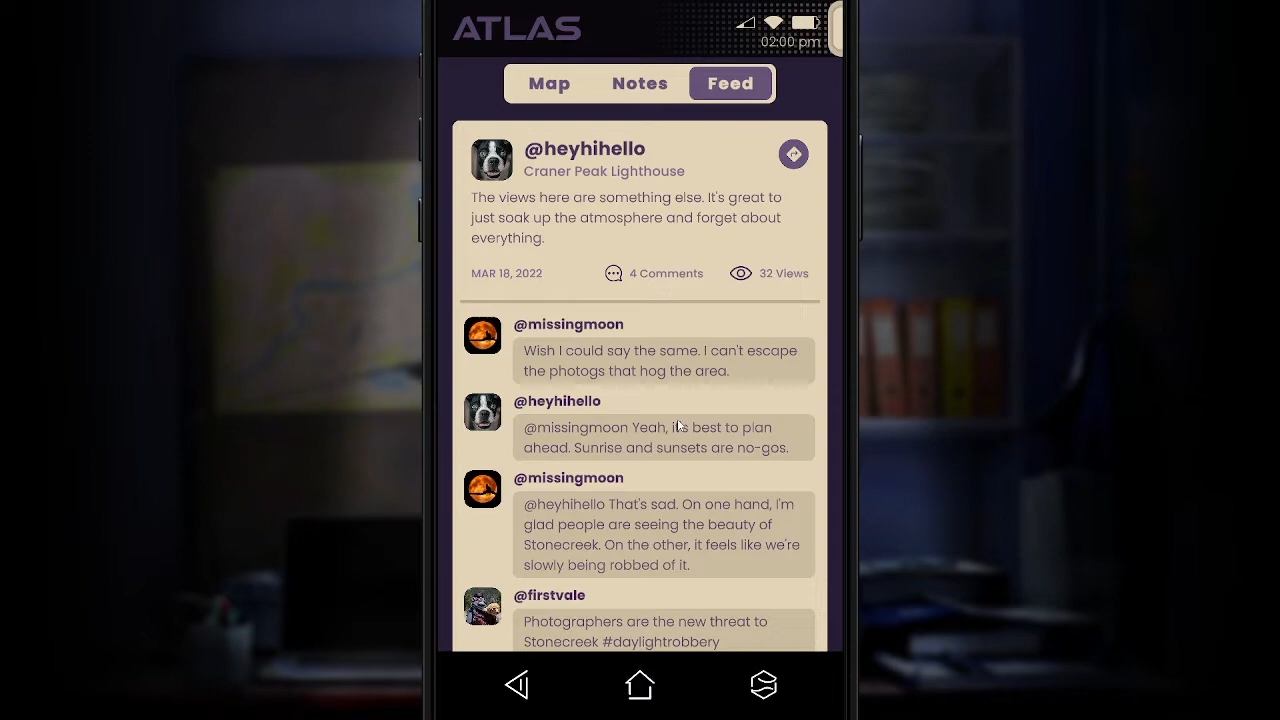 ATLAS
02:00 pm
Map Notes Feed
@heyhihello
Craner Peak Lighthouse
The views here are something else. It's great to
just soak up the atmosphere and forget about
everything.
MAR 18, 2022 4 Comments 32 Views
@missingmoon
Wish I could say the same. I can't escape
the photogs that hog the area.
@heyhihello
@missingmoon Yeah, it's best to plan
ahead. Sunrise and sunsets are no-gos.
@missingmoon
@heyhihello That's sad. On one hand, I'm
glad people are seeing the beauty of
Stonecreek. On the other, it feels like we're
slowly being robbed of it.
@firstvale
Photographers are the new threat to
Stonecreek #daylightrobbery